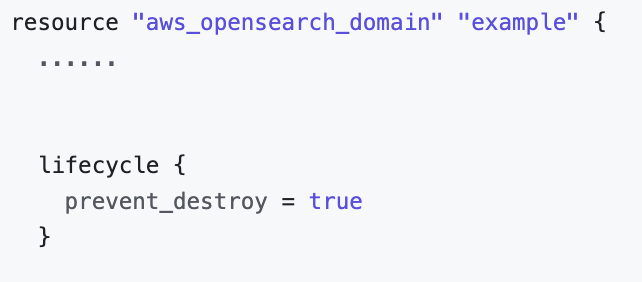 resource "aws_opensearch_domain" "example" {
......
lifecycle {
prevent_destroy = true
}